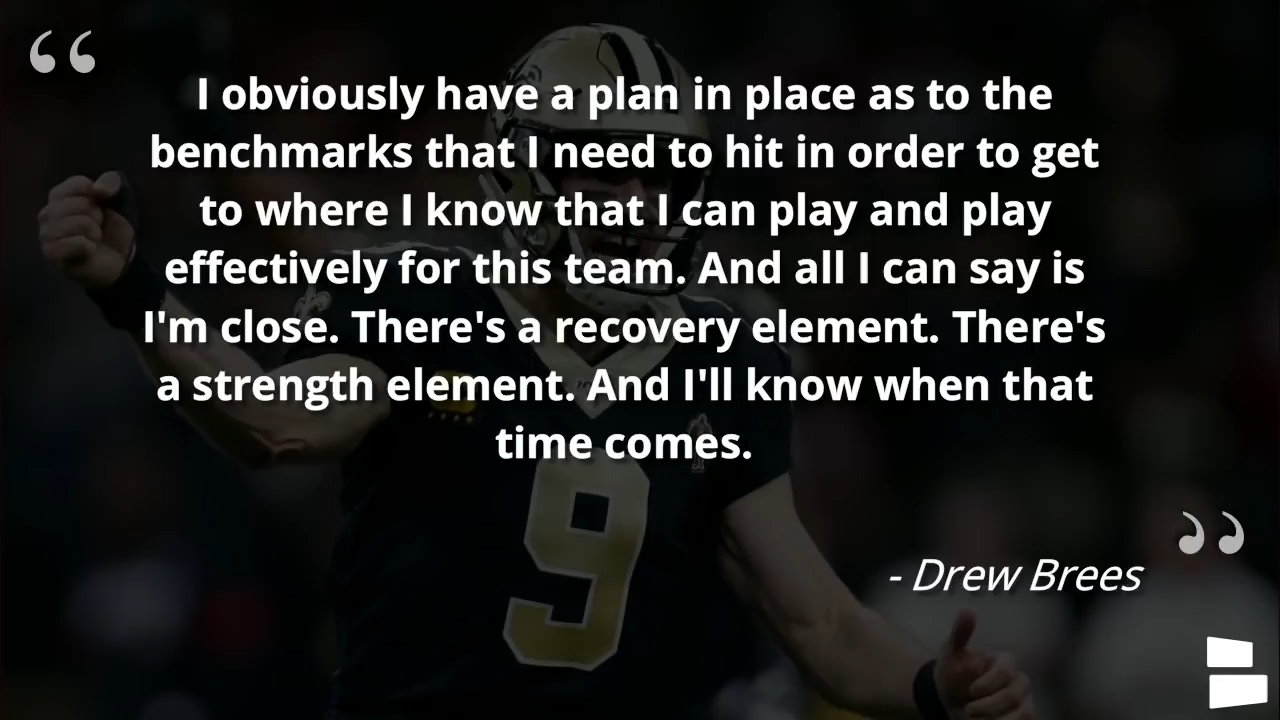 “
I obviously have a plan in place as to the
benchmarks that I need to hit in order to get
to where I know that I can play and play
effectively for this team. And all I can say is
I'm close. There's a recovery element. There's
a strength element. And I'll know when that
time comes.
”
- Drew Brees
9